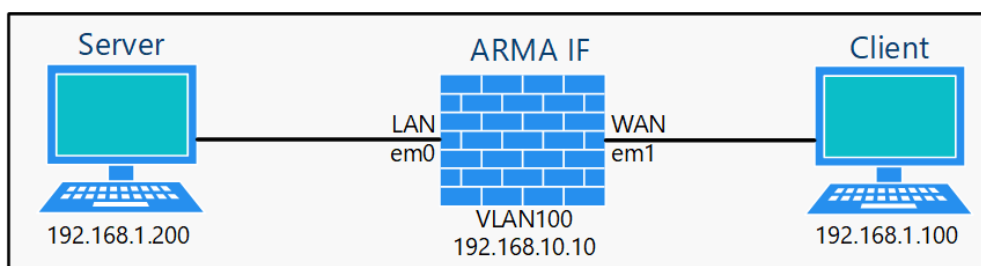 Server
ARMA IF
Client
LAN
WAN
em0
em1
VLAN100
192.168.1.200
192.168.10.10
192.168.1.100